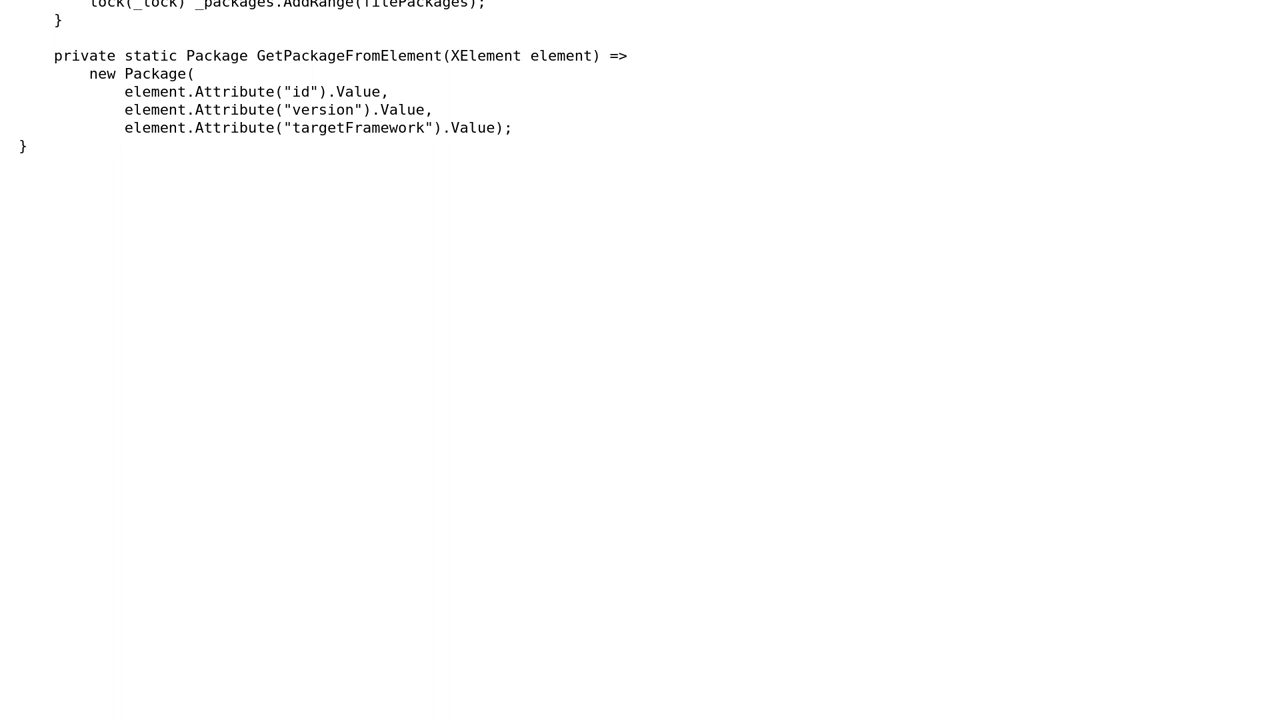 lock(_lock) _packages.AddRange(filePackages);
    }

    private static Package GetPackageFromElement(XElement element) =>
        new Package(
            element.Attribute("id").Value,
            element.Attribute("version").Value,
            element.Attribute("targetFramework").Value);
}